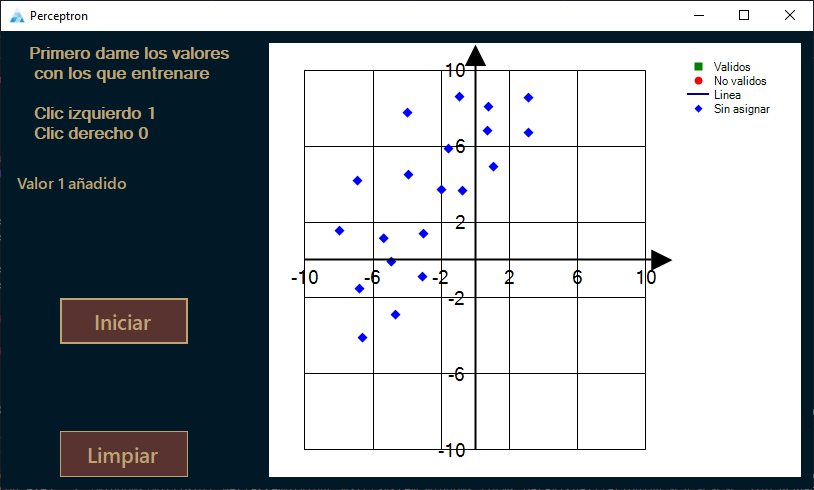 Perceptron
Primero dame los valores
con los que entrenare
Clic izquierdo 1
Clic derecho 0
Valor 1 añadido
Iniciar
Limpiar
10
6
2
-10 -6 -2 2 6 10
-2
-6
-10
Validos
No validos
Linea
Sin asignar